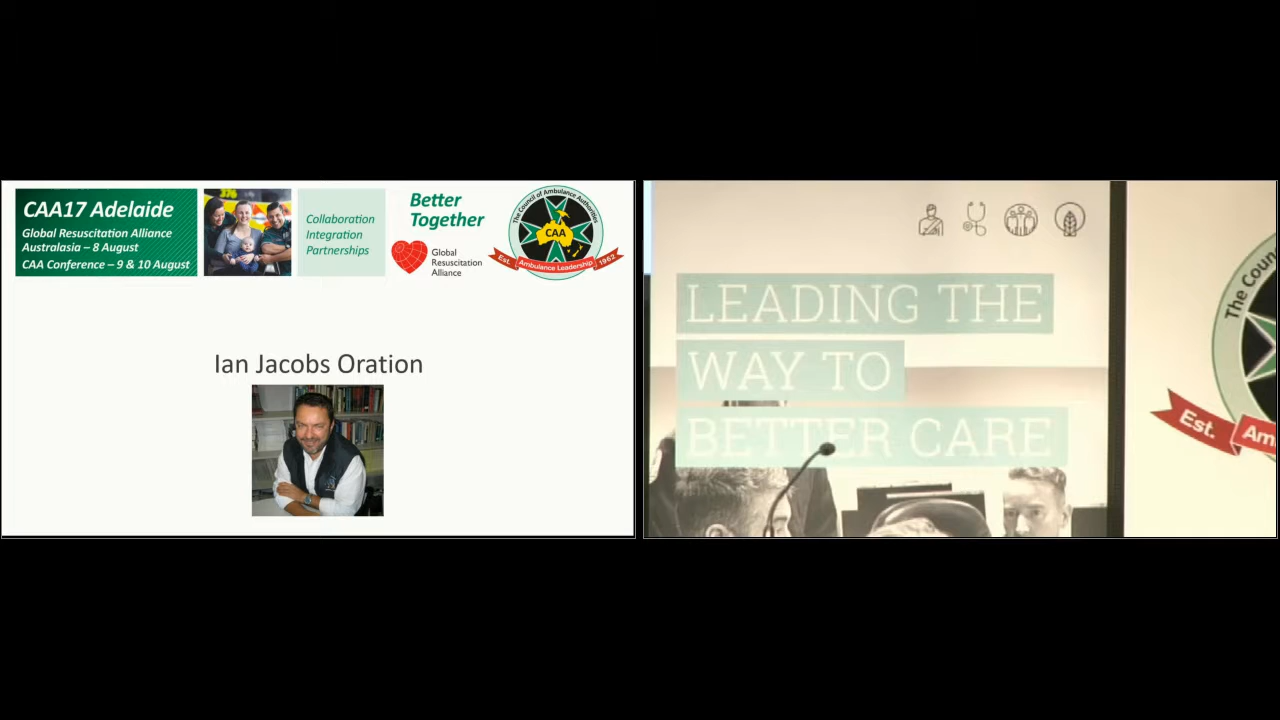 CAA17 Adelaide
Global Resuscitation Alliance
Australasia – 8 August
CAA Conference – 9 & 10 August
Collaboration
Integration
Partnerships
Better
Together
Global
Resuscitation
Alliance
The Council of Ambulance Authorities
CAA
Est. Ambulance Leadership 1962
Ian Jacobs Oration
LEADING THE
WAY TO
BETTER CARE
The Coun
Est. Am